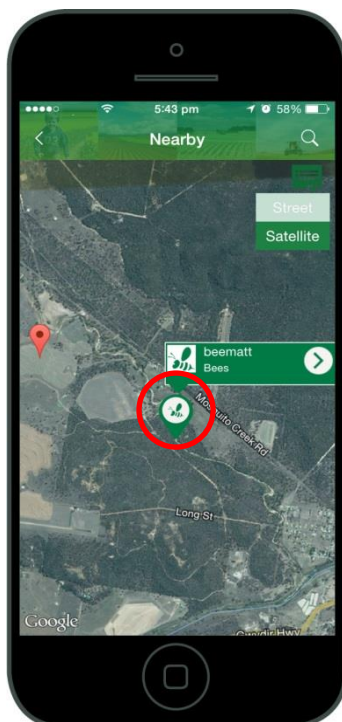 5:43 pm
58%
Nearby
Street
Satellite
beematt
Bees
Mosquito Creek Rd
Long St
Google
Gwydir Hwy